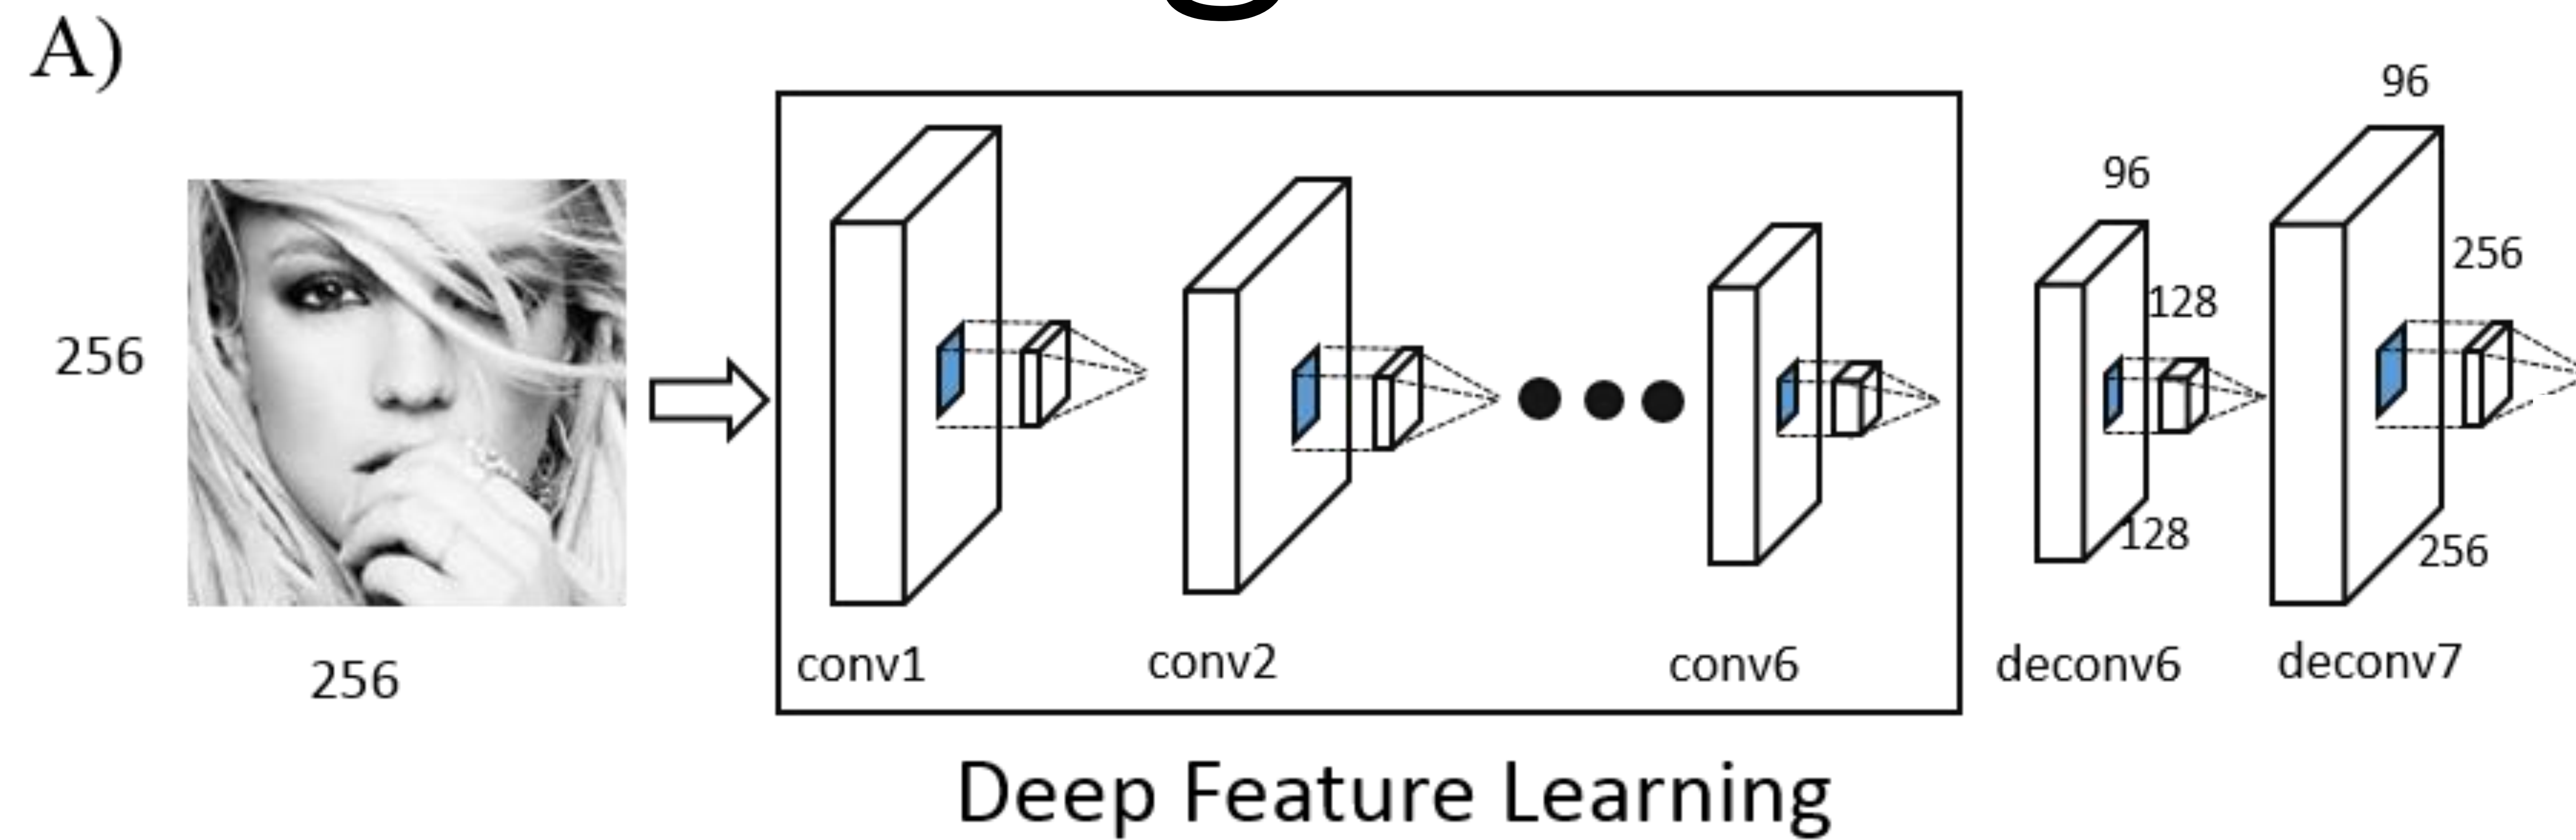 A)
96
96
256
128
256
128
256
256
conv1
conv2
conv6
deconv6
deconv7
Deep Feature Learning